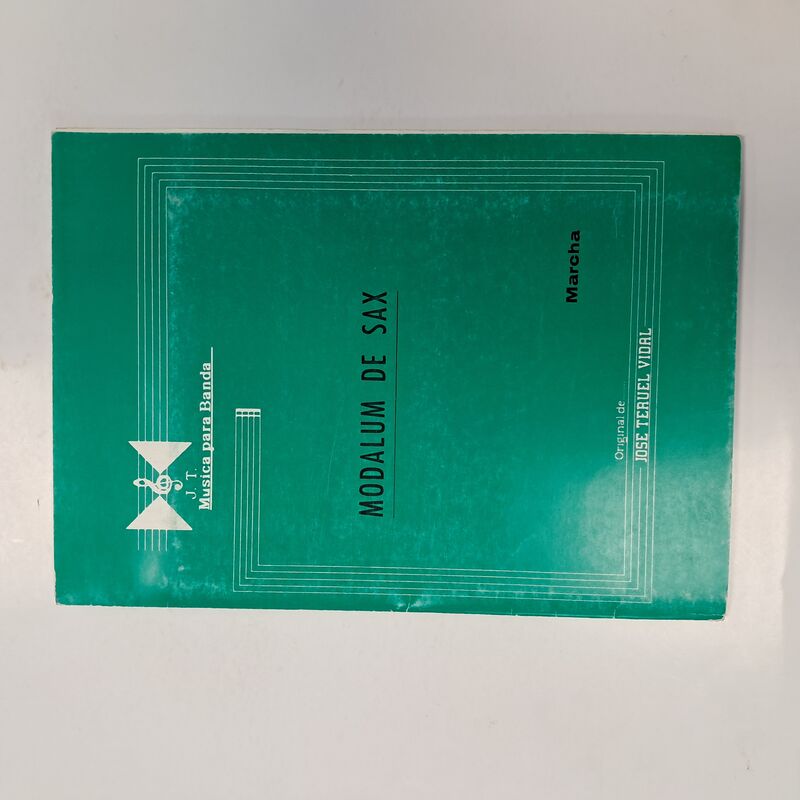 J. T.
Musica para Banda
MODALUM DE SAX
Marcha
Original de
JOSE TERUEL VIDAL